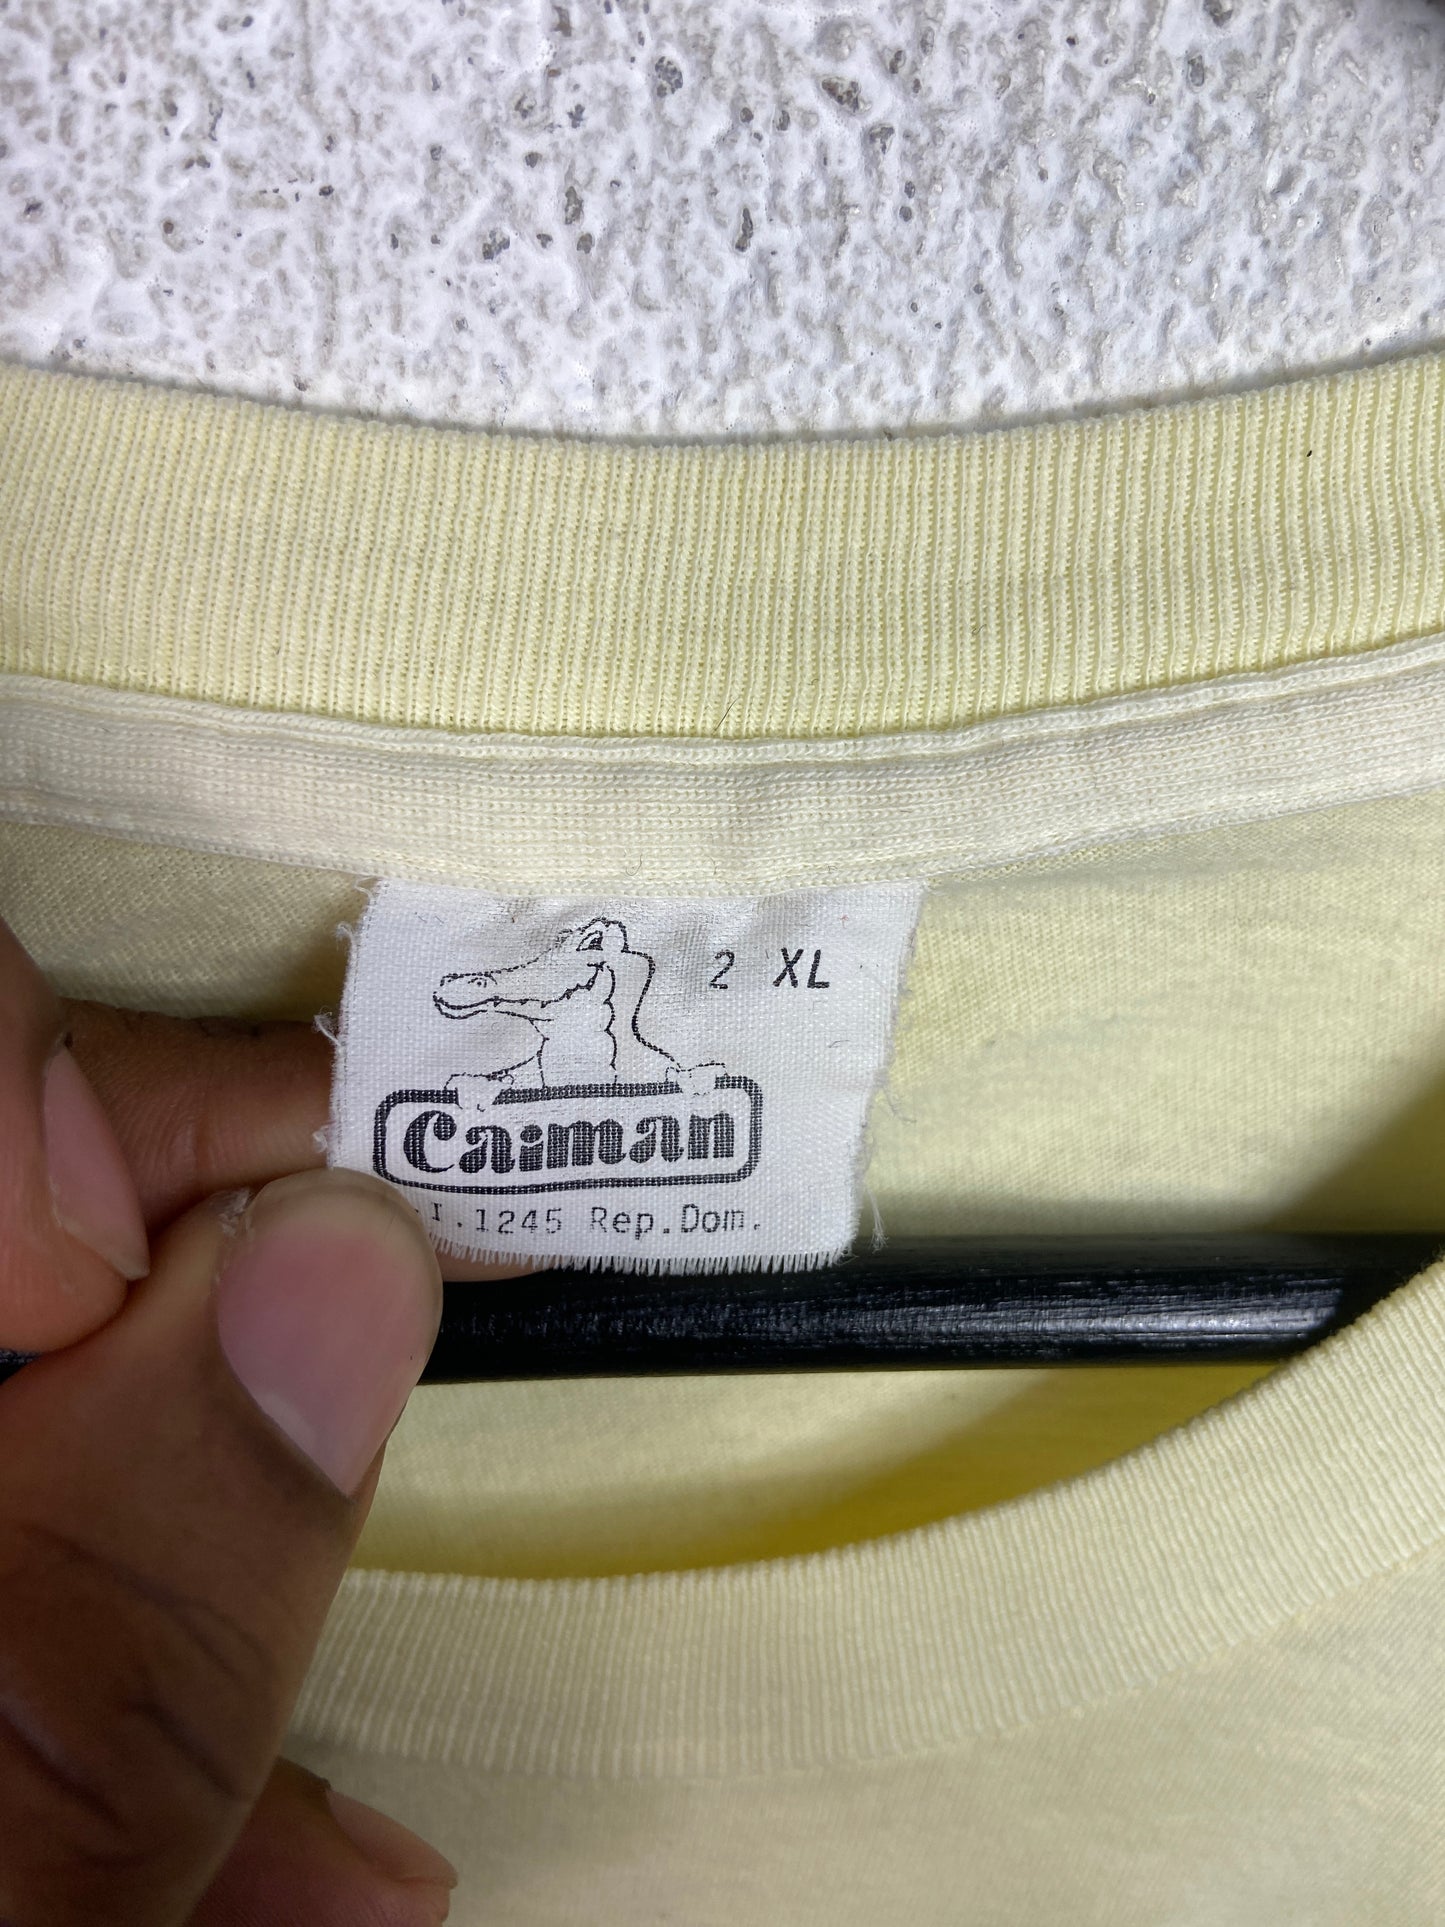 2 XL
Caiman
I.1245 Rep.Dom.